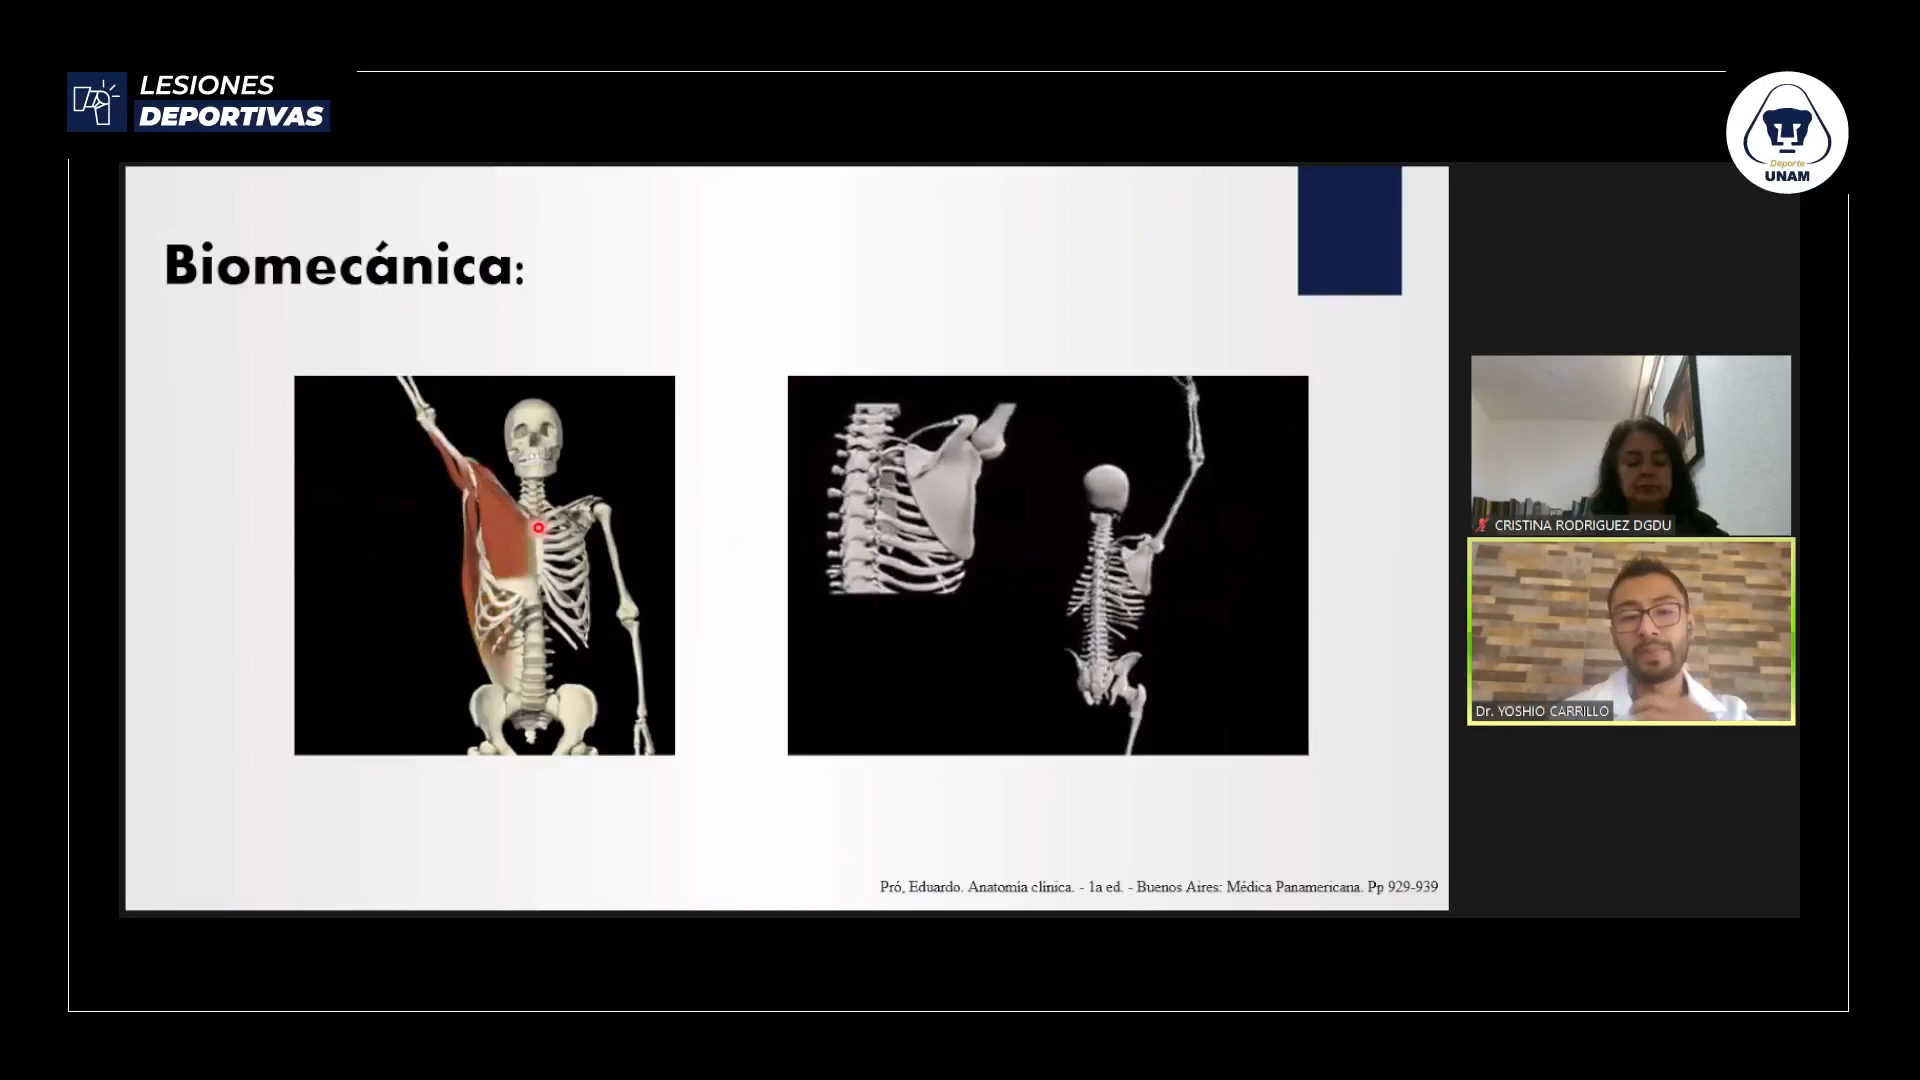 LESIONES
DEPORTIVAS
Deporte
UNAM
Biomecánica:
CRISTINA RODRIGUEZ DGDU
Dr. YOSHIO CARRILLO
Pró, Eduardo. Anatomía clínica. - 1a ed. - Buenos Aires: Médica Panamericana. Pp 929-939